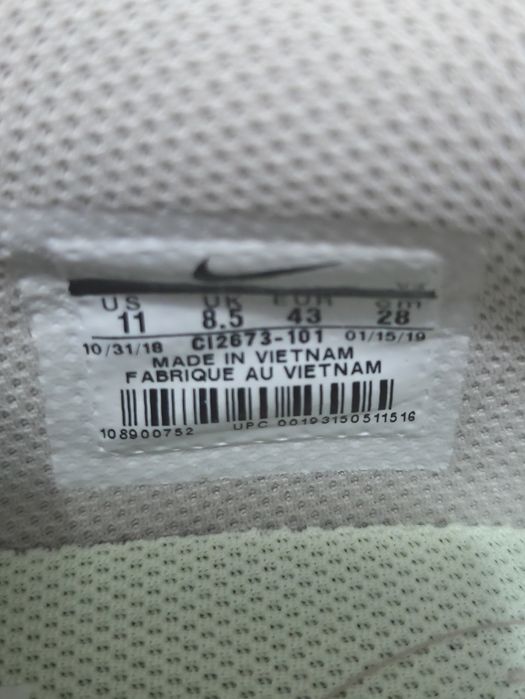 US UK EUR cm
11 8.5 43 28
10/31/18 CI2673-101 01/15/19
MADE IN VIETNAM
FABRIQUE AU VIETNAM
108900752 UPC 00193150511516